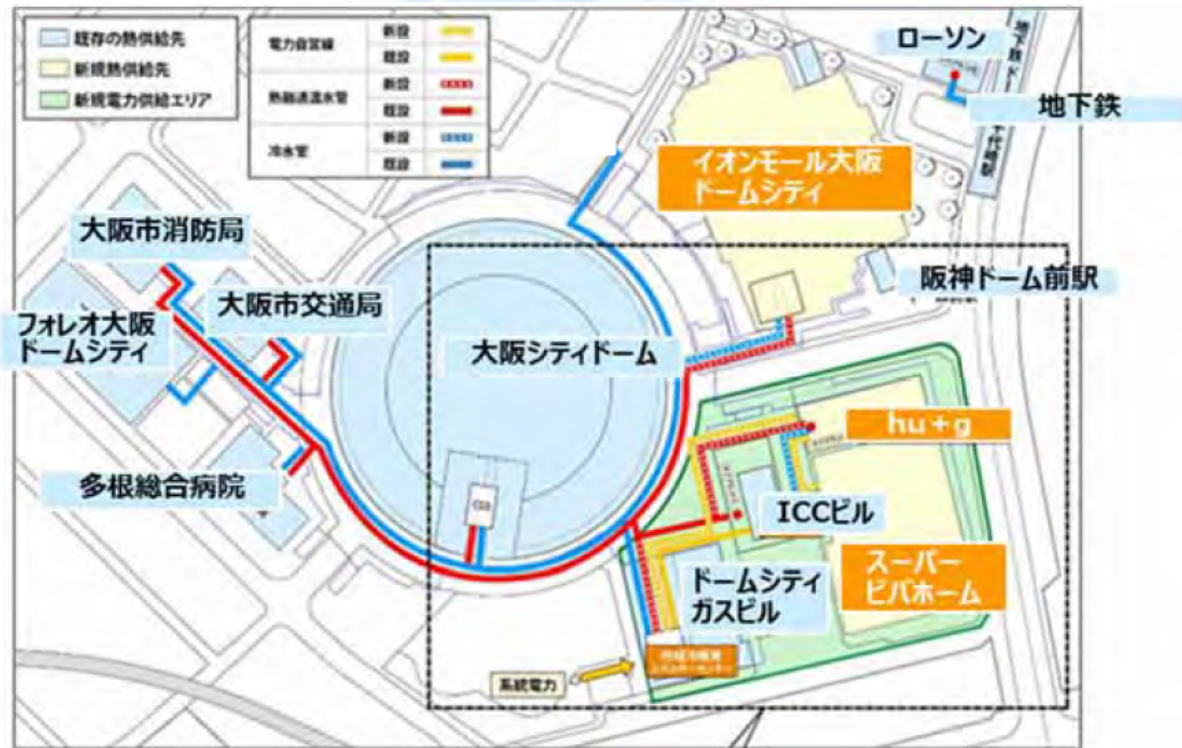 既存の熱供給先
新規熱供給先
新規電力供給エリア
電力自営線
新設
既設
熱融通温水管
新設
既設
冷水管
新設
既設
ローソン
地下鉄
イオンモール大阪
ドームシティ
大阪市消防局
大阪市交通局
フォレオ大阪
ドームシティ
阪神ドーム前駅
大阪シティドーム
hu+g
多根総合病院
ICCビル
スーパー
ビバホーム
ドームシティ
ガスビル
系統電力